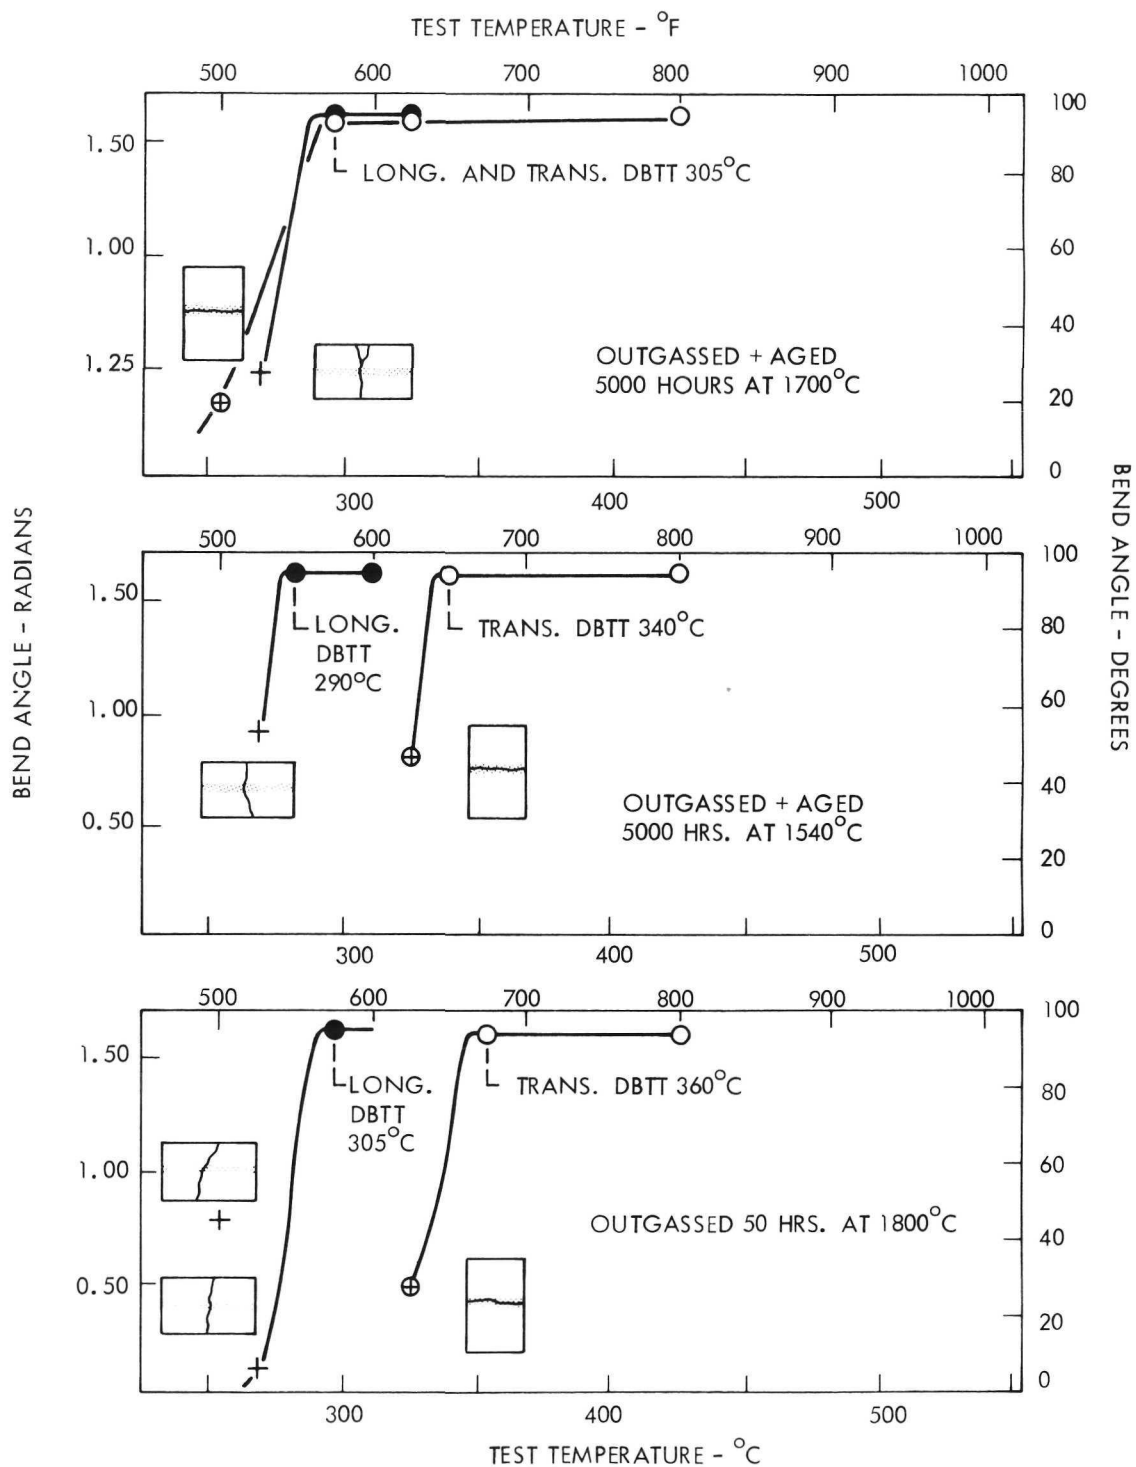 TEST TEMPERATURE - °F
500 600 700 800 900 1000
1.50
1.00
1.25
100
80
60
40
20
0
LONG. AND TRANS. DBTT 305°C
OUTGASSED + AGED
5000 HOURS AT 1700°C
300 400 500
BEND ANGLE - RADIANS
BEND ANGLE - DEGREES
500 600 700 800 900 1000
1.50
1.00
0.50
100
80
60
40
20
0
LONG.
DBTT
290°C
TRANS. DBTT 340°C
OUTGASSED + AGED
5000 HRS. AT 1540°C
300 400 500
500 600 700 800 900 1000
1.50
1.00
0.50
100
80
60
40
20
0
LONG.
DBTT
305°C
TRANS. DBTT 360°C
OUTGASSED 50 HRS. AT 1800°C
300 400 500
TEST TEMPERATURE - °C